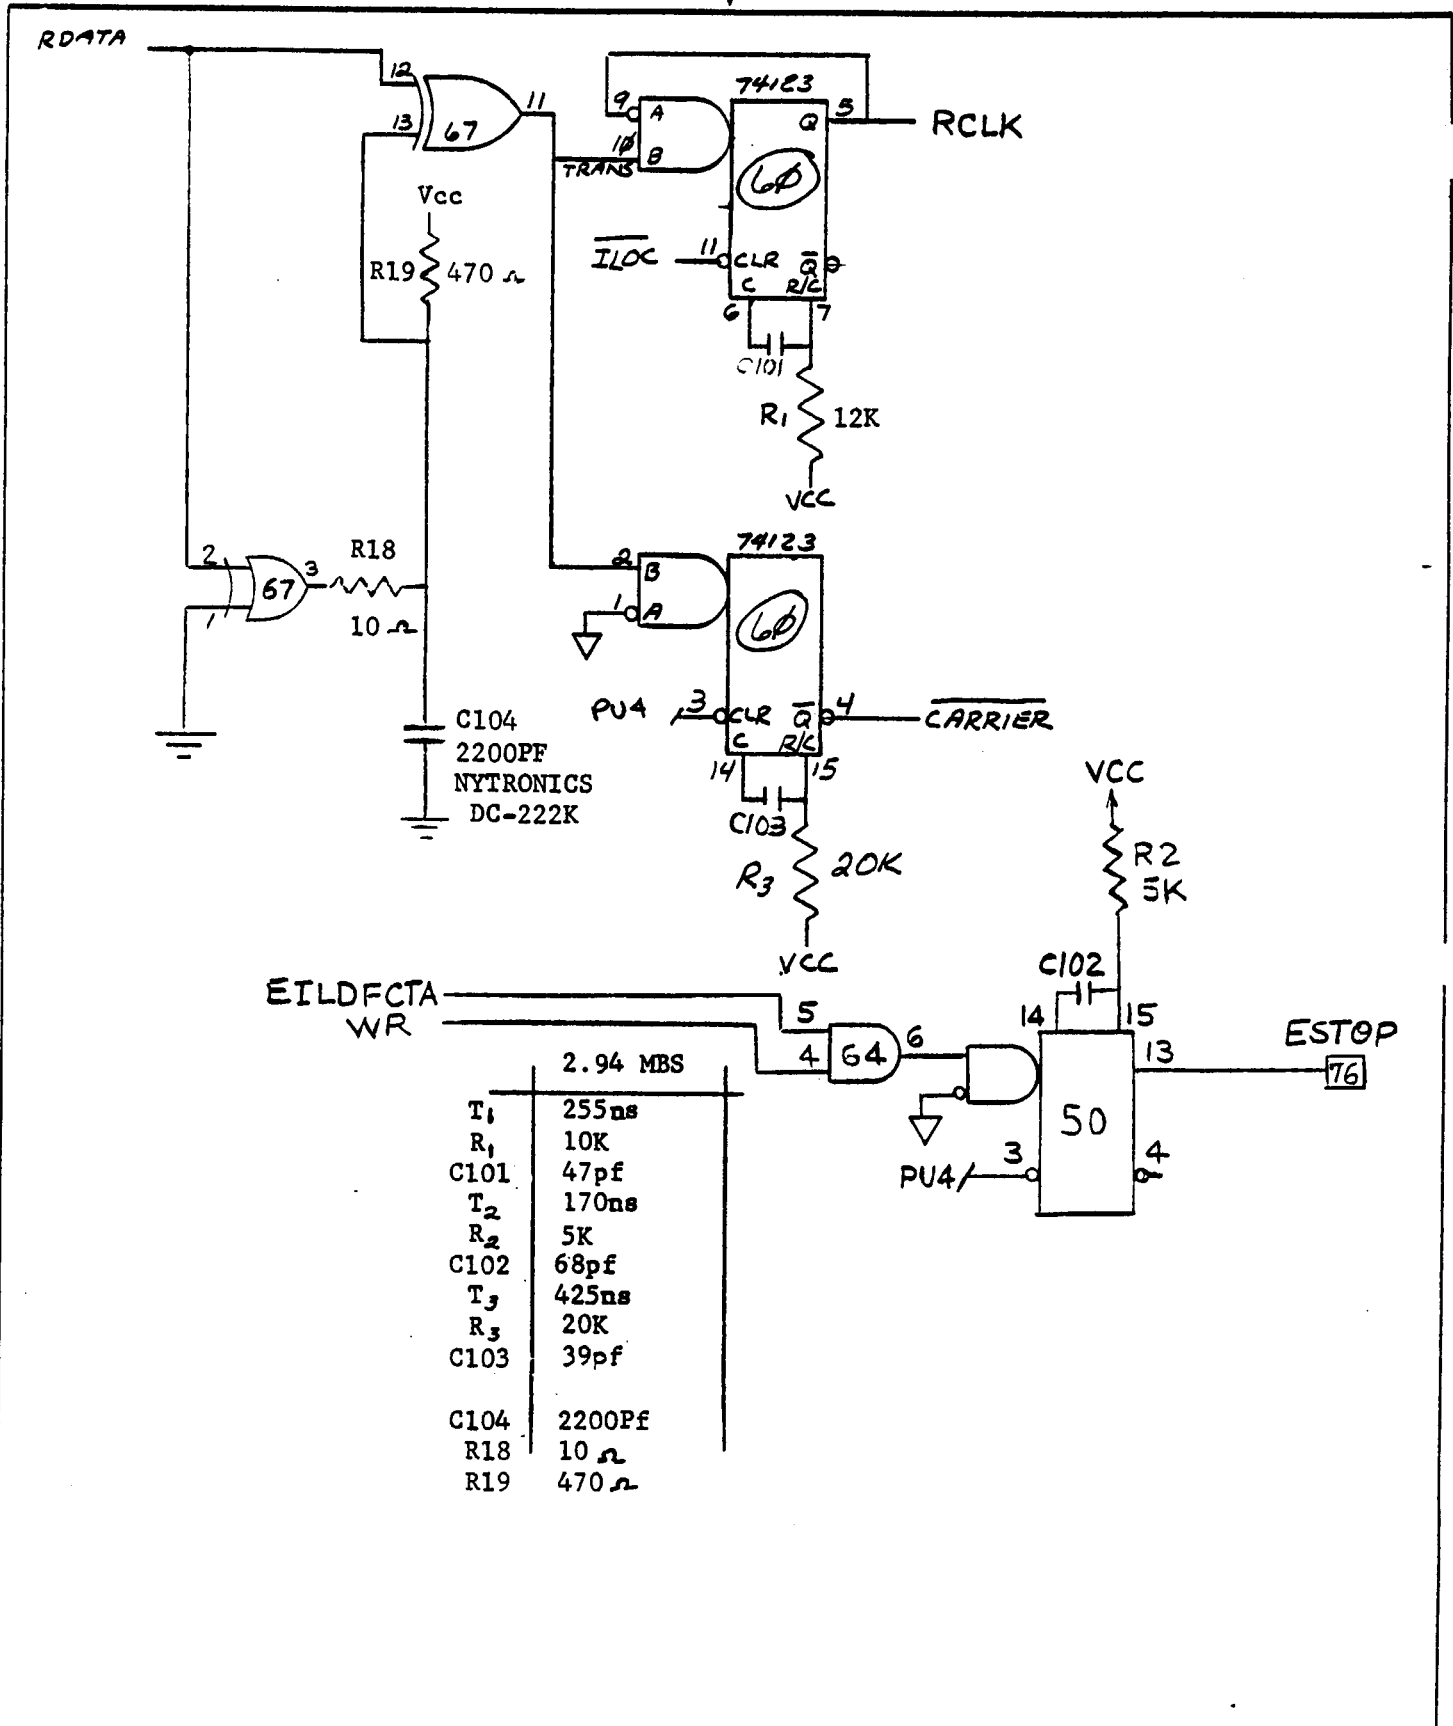 RDATA
12
13
67
11
9
A
1∅
B
TRANS
74123
Q
5
RCLK
6∅
ILOC
11
CLR
Q
C
R/C
6
7
C101
R1
12K
VCC
Vcc
R19
470 Ω
2
1
67
3
R18
10 Ω
C104
2200PF
NYTRONICS
DC-222K
74123
2
B
1
A
6∅
PU4
3
CLR
Q
4
CARRIER
C
R/C
14
15
C103
R3
20K
VCC
VCC
R2
5K
C102
14
15
EILDFCTA
WR
5
4
64
6
50
13
ESTOP
76
PU4
3
4
2.94 MBS
T1 255ns
R1 10K
C101 47pf
T2 170ns
R2 5K
C102 68pf
T3 425ns
R3 20K
C103 39pf
C104 2200Pf
R18 10 Ω
R19 470 Ω